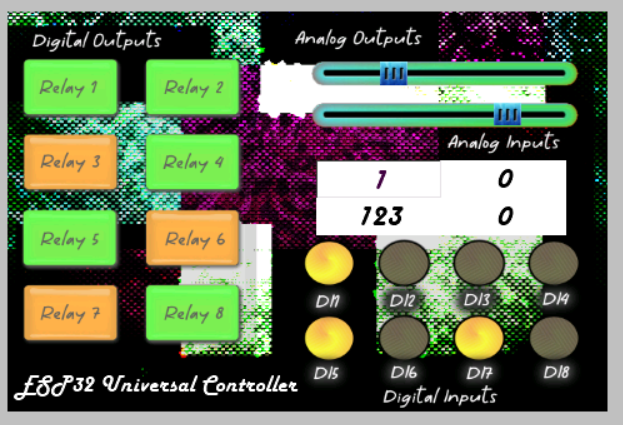 Digital Outputs
Analog Outputs
Relay 1
Relay 2
Relay 3
Relay 4
Relay 5
Relay 6
Relay 7
Relay 8
Analog Inputs
1
0
123
0
DI1
DI2
DI3
DI4
DI5
DI6
DI7
DI8
ESP32 Universal Controller
Digital Inputs